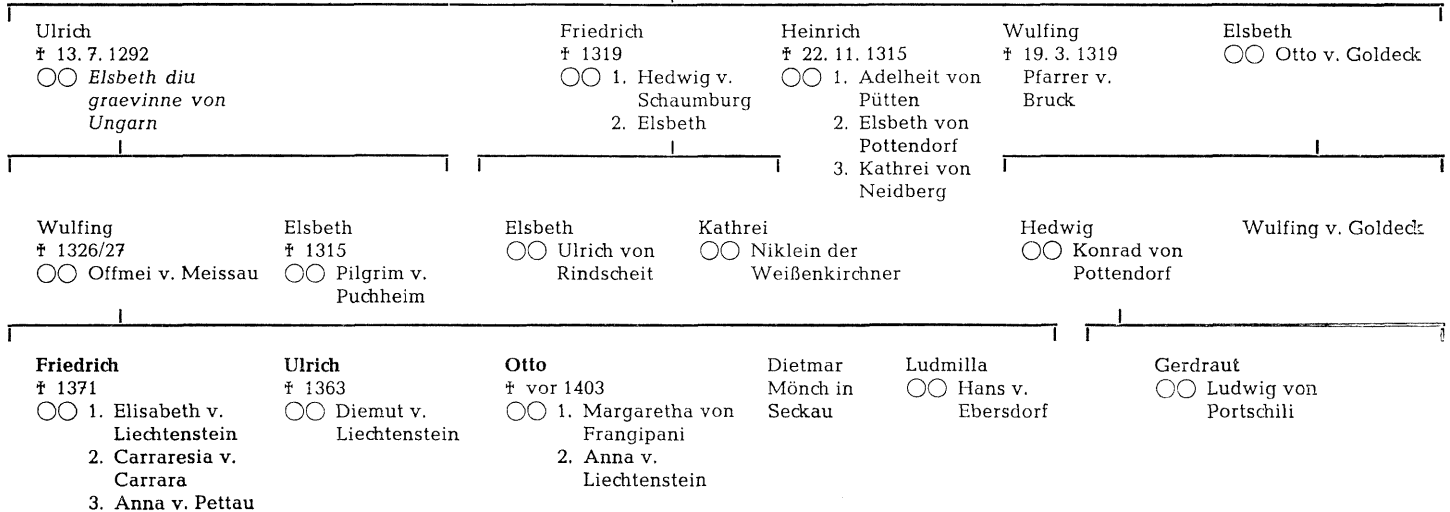 Ulrich
† 13. 7. 1292
○○ Elsbeth diu
graevinne von
Ungarn
Friedrich
† 1319
○○ 1. Hedwig v.
Schaumburg
2. Elsbeth
Heinrich
† 22. 11. 1315
○○ 1. Adelheit von
Pütten
2. Elsbeth von
Pottendorf
3. Kathrei von
Neidberg
Wulfing
† 19. 3. 1319
Pfarrer v.
Bruck
Elsbeth
○○ Otto v. Goldeck
Wulfing
† 1326/27
○○ Offmei v. Meissau
Elsbeth
† 1315
○○ Pilgrim v.
Puchheim
Elsbeth
○○ Ulrich von
Rindscheit
Kathrei
○○ Niklein der
Weißenkirchner
Hedwig
○○ Konrad von
Pottendorf
Wulfing v. Goldeck
Friedrich
† 1371
○○ 1. Elisabeth v.
Liechtenstein
2. Carraresia v.
Carrara
3. Anna v. Pettau
Ulrich
† 1363
○○ Diemut v.
Liechtenstein
Otto
† vor 1403
○○ 1. Margaretha von
Frangipani
2. Anna v.
Liechtenstein
Dietmar
Mönch in
Seckau
Ludmilla
○○ Hans v.
Ebersdorf
Gerdraut
○○ Ludwig von
Portschili